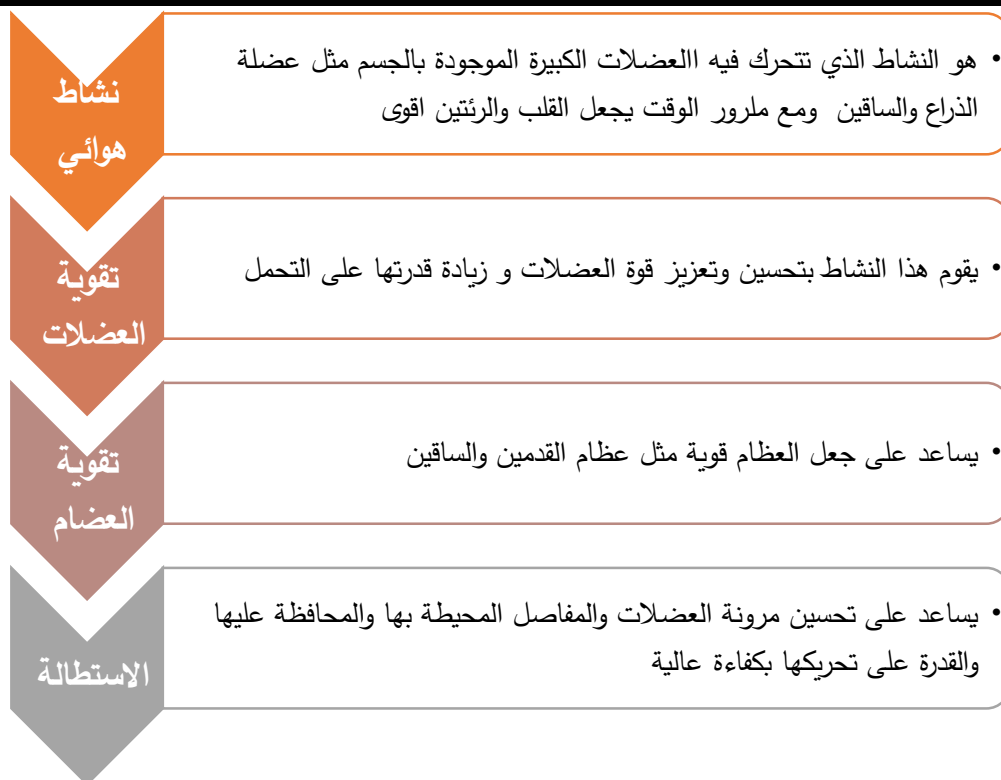 نشاط
هوائي
• هو النشاط الذي تتحرك فيه االعضلات الكبيرة الموجودة بالجسم مثل عضلة
الذراع والساقين ومع ملرور الوقت يجعل القلب والرئتين اقوى
تقوية
العضلات
• يقوم هذا النشاط بتحسين وتعزيز قوة العضلات و زيادة قدرتها على التحمل
تقوية
العضام
• يساعد على جعل العظام قوية مثل عظام القدمين والساقين
الاستطالة
• يساعد على تحسين مرونة العضلات والمفاصل المحيطة بها والمحافظة عليها
والقدرة على تحريكها بكفاءة عالية